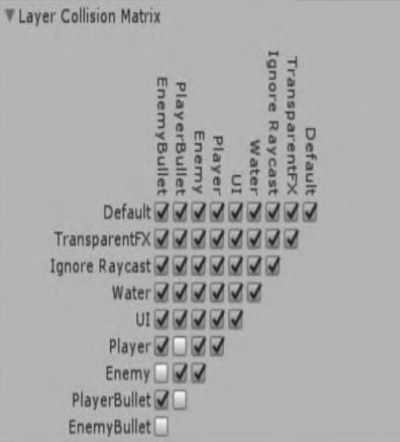 Layer Collision Matrix
EnemyBullet
PlayerBullet
Enemy
Player
UI
Water
Ignore Raycast
TransparentFX
Default
Default
TransparentFX
Ignore Raycast
Water
UI
Player
Enemy
PlayerBullet
EnemyBullet